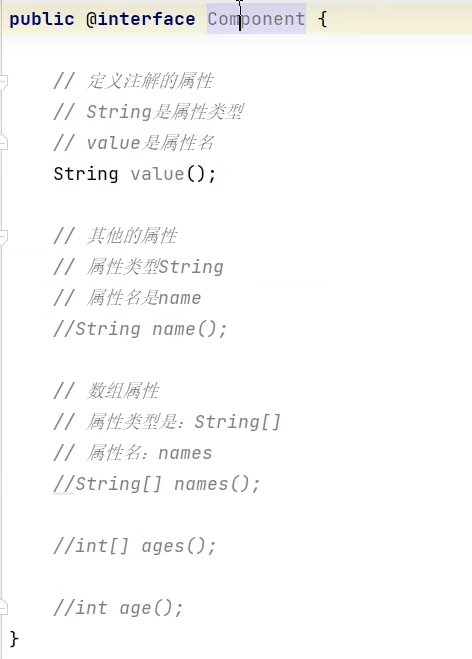 public @interface Component {
// 定义注解的属性
// String是属性类型
// value是属性名
String value();
// 其他的属性
// 属性类型String
// 属性名是name
//String name();
// 数组属性
// 属性类型是：String[]
// 属性名：names
//String[] names();
//int[] ages();
//int age();
}